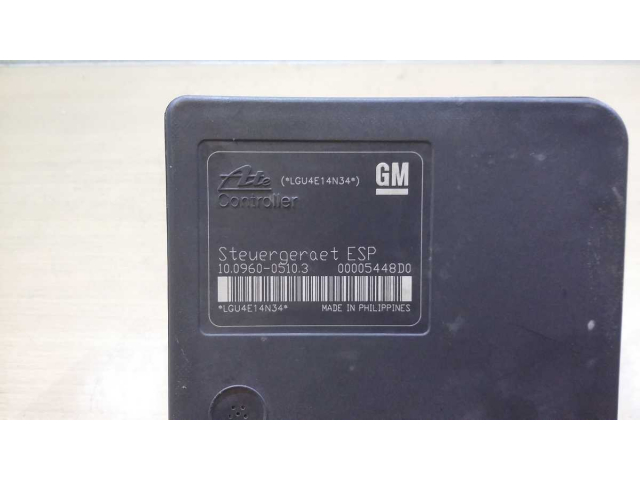 Ate (*LGU4E14N34*) GM
Controller
Steuergeraet ESP
10.0960-0510.3 00005448D0
*LGU4E14N34* MADE IN PHILIPPINES